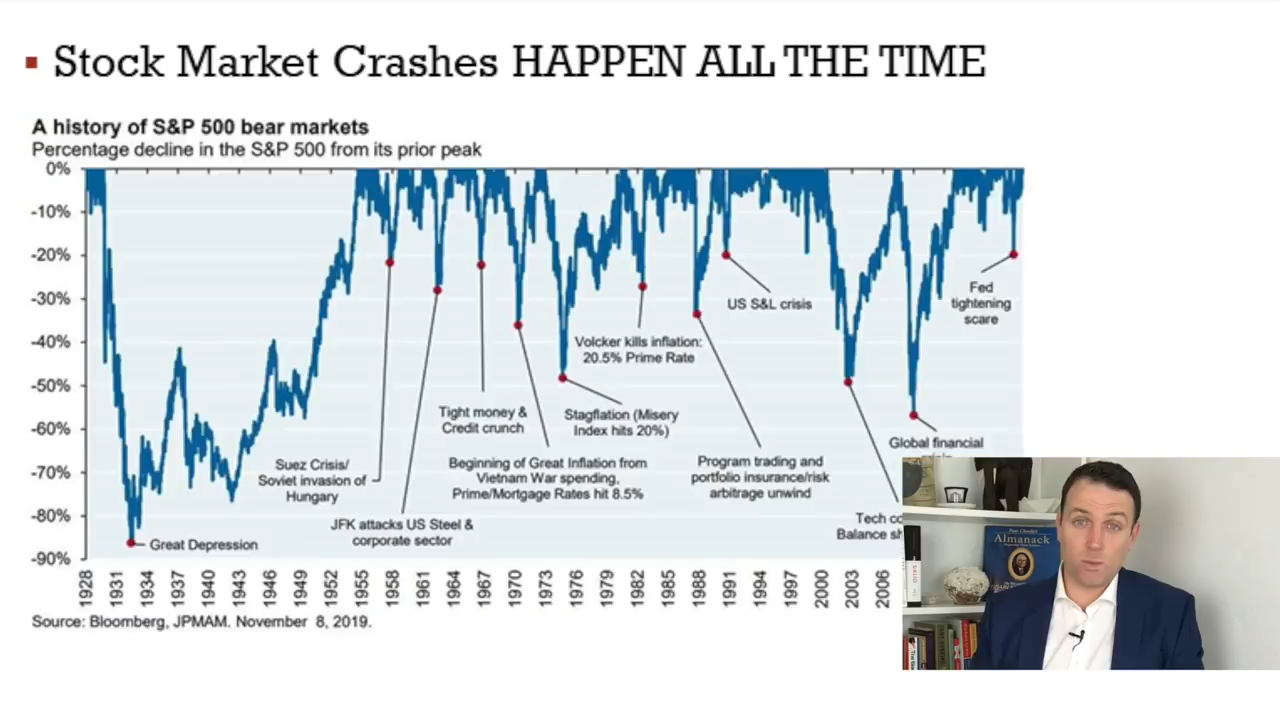 Stock Market Crashes HAPPEN ALL THE TIME
A history of S&P 500 bear markets
Percentage decline in the S&P 500 from its prior peak
0%
-10%
-20%
-30%
-40%
-50%
-60%
-70%
-80%
-90%
US S&L crisis
Fed
tightening
scare
Volcker kills inflation:
20.5% Prime Rate
Tight money &
Credit crunch
Stagflation (Misery
Index hits 20%)
Global financial
Suez Crisis/
Soviet invasion of
Hungary
Beginning of Great Inflation from
Vietnam War spending,
Prime/Mortgage Rates hit 8.5%
Program trading and
portfolio insurance/risk
arbitrage unwind
JFK attacks US Steel &
corporate sector
Tech co
Balance sh
Great Depression
1928 1931 1934 1937 1940 1943 1946 1949 1952 1955 1958 1961 1964 1967 1970 1973 1976 1979 1982 1985 1988 1991 1994 1997 2000 2003 2006
Source: Bloomberg, JPMAM. November 8, 2019.
Almanack